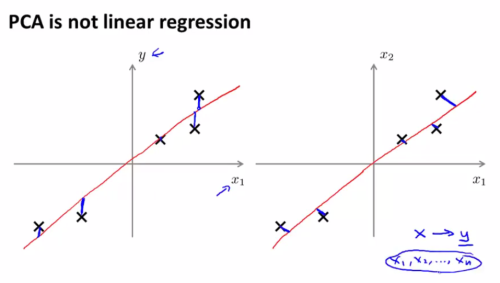 PCA is not linear regression
y
x₁
x₂
x₁
x → y
x₁, x₂, ..., xₙ